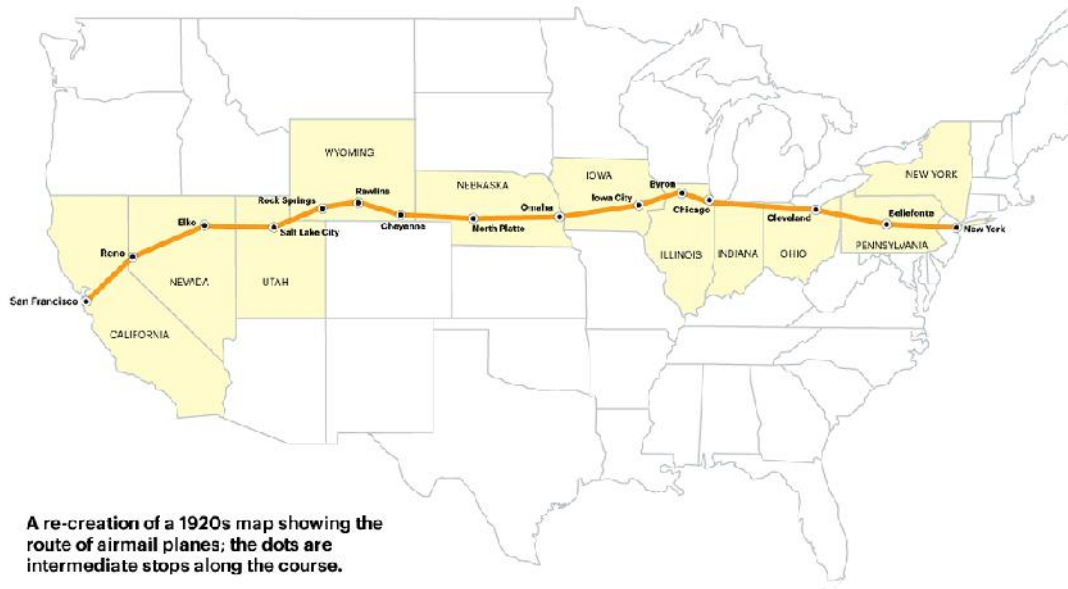 WYOMING
Rawlins
Rock Springs
NEBRASKA
IOWA
Iowa City
Byron
NEW YORK
Elko
Salt Lake City
Cheyenne
North Platte
Omaha
Chicago
Cleveland
Bellefonte
New York
Reno
NEVADA
UTAH
ILLINOIS
INDIANA
OHIO
PENNSYLVANIA
San Francisco
CALIFORNIA
A re-creation of a 1920s map showing the
route of airmail planes; the dots are
intermediate stops along the course.